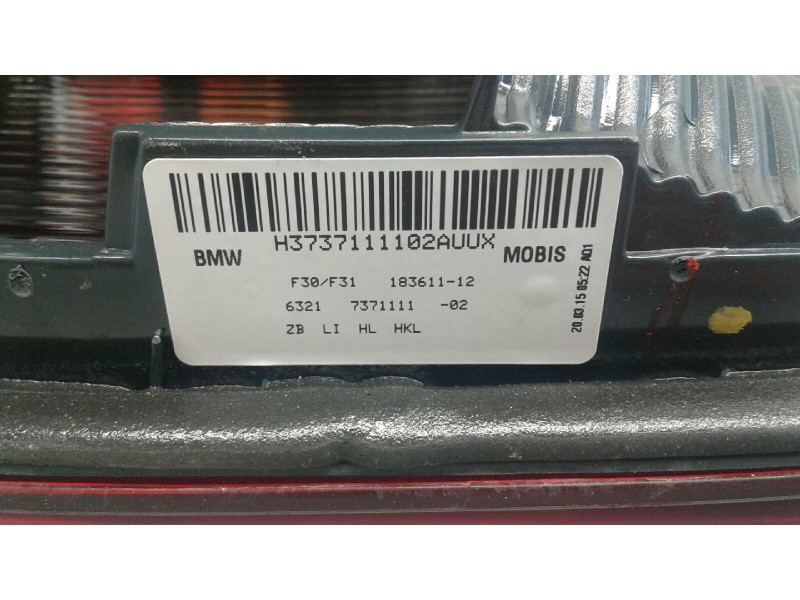 H3737111102AUUX
BMW
MOBIS
F30/F31 183611-12
6321 7371111 -02
ZB LI HL HKL
20.03.15 05:22 A01